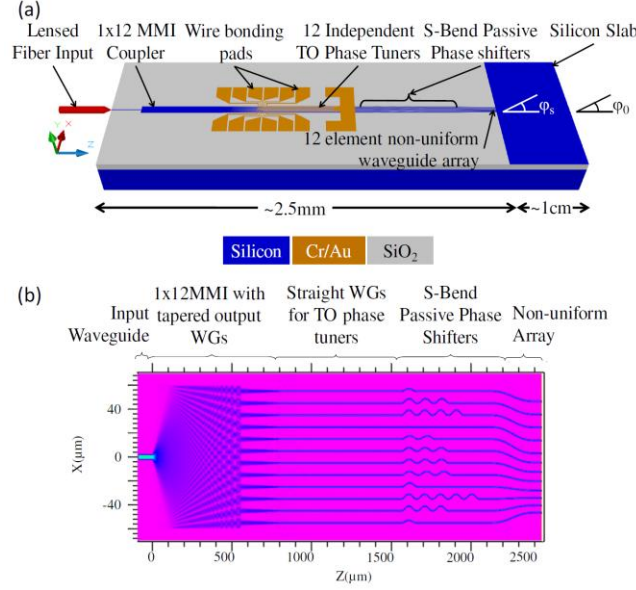 (a)
Lensed
Fiber Input
1x12 MMI
Coupler
Wire bonding
pads
12 Independent
TO Phase Tuners
S-Bend Passive
Phase shifters
Silicon Slab
φs
φ0
12 element non-uniform
waveguide array
Y
X
Z
~2.5mm
~1cm
Silicon
Cr/Au
SiO2
(b)
Input
Waveguide
1x12MMI with
tapered output
WGs
Straight WGs
for TO phase
tuners
S-Bend
Passive Phase
Shifters
Non-uniform
Array
X(μm)
40
0
-40
0
500
1000
1500
2000
2500
Z(μm)